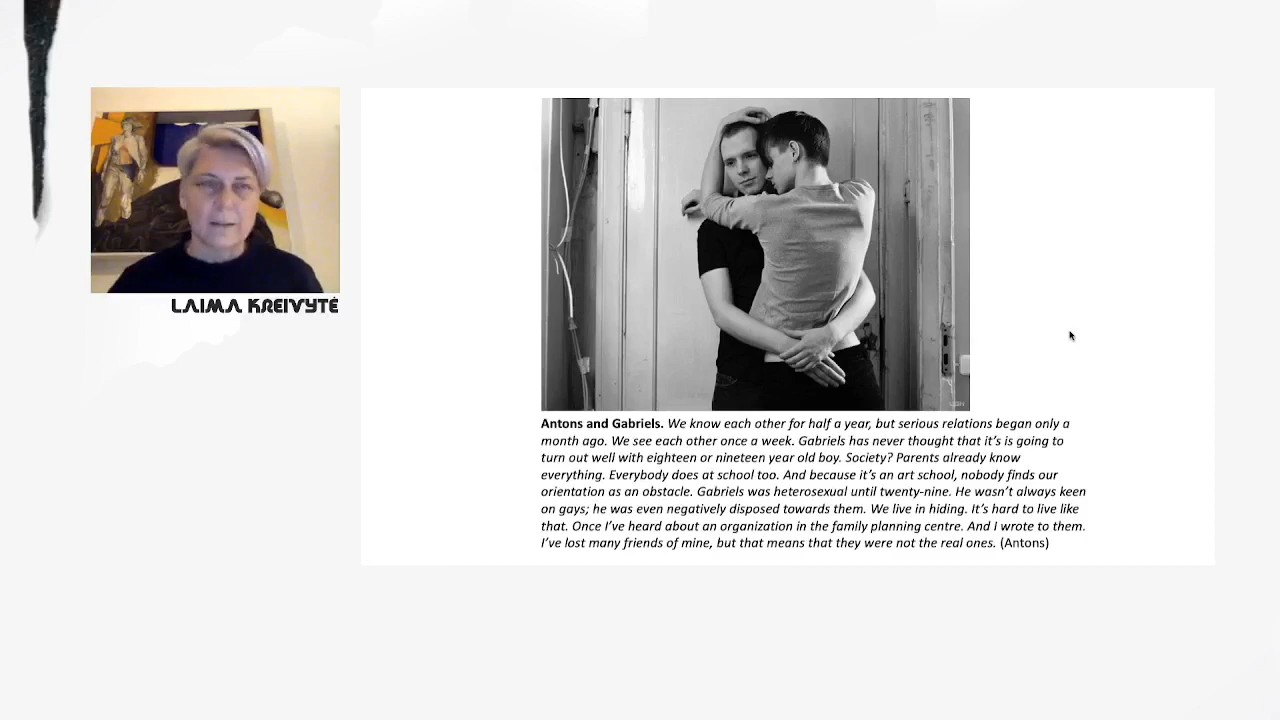 LAIMA KREIVYTĖ
Antons and Gabriels. We know each other for half a year, but serious relations began only a
month ago. We see each other once a week. Gabriels has never thought that it's is going to
turn out well with eighteen or nineteen year old boy. Society? Parents already know
everything. Everybody does at school too. And because it's an art school, nobody finds our
orientation as an obstacle. Gabriels was heterosexual until twenty-nine. He wasn't always keen
on gays; he was even negatively disposed towards them. We live in hiding. It's hard to live like
that. Once I've heard about an organization in the family planning centre. And I wrote to them.
I've lost many friends of mine, but that means that they were not the real ones. (Antons)